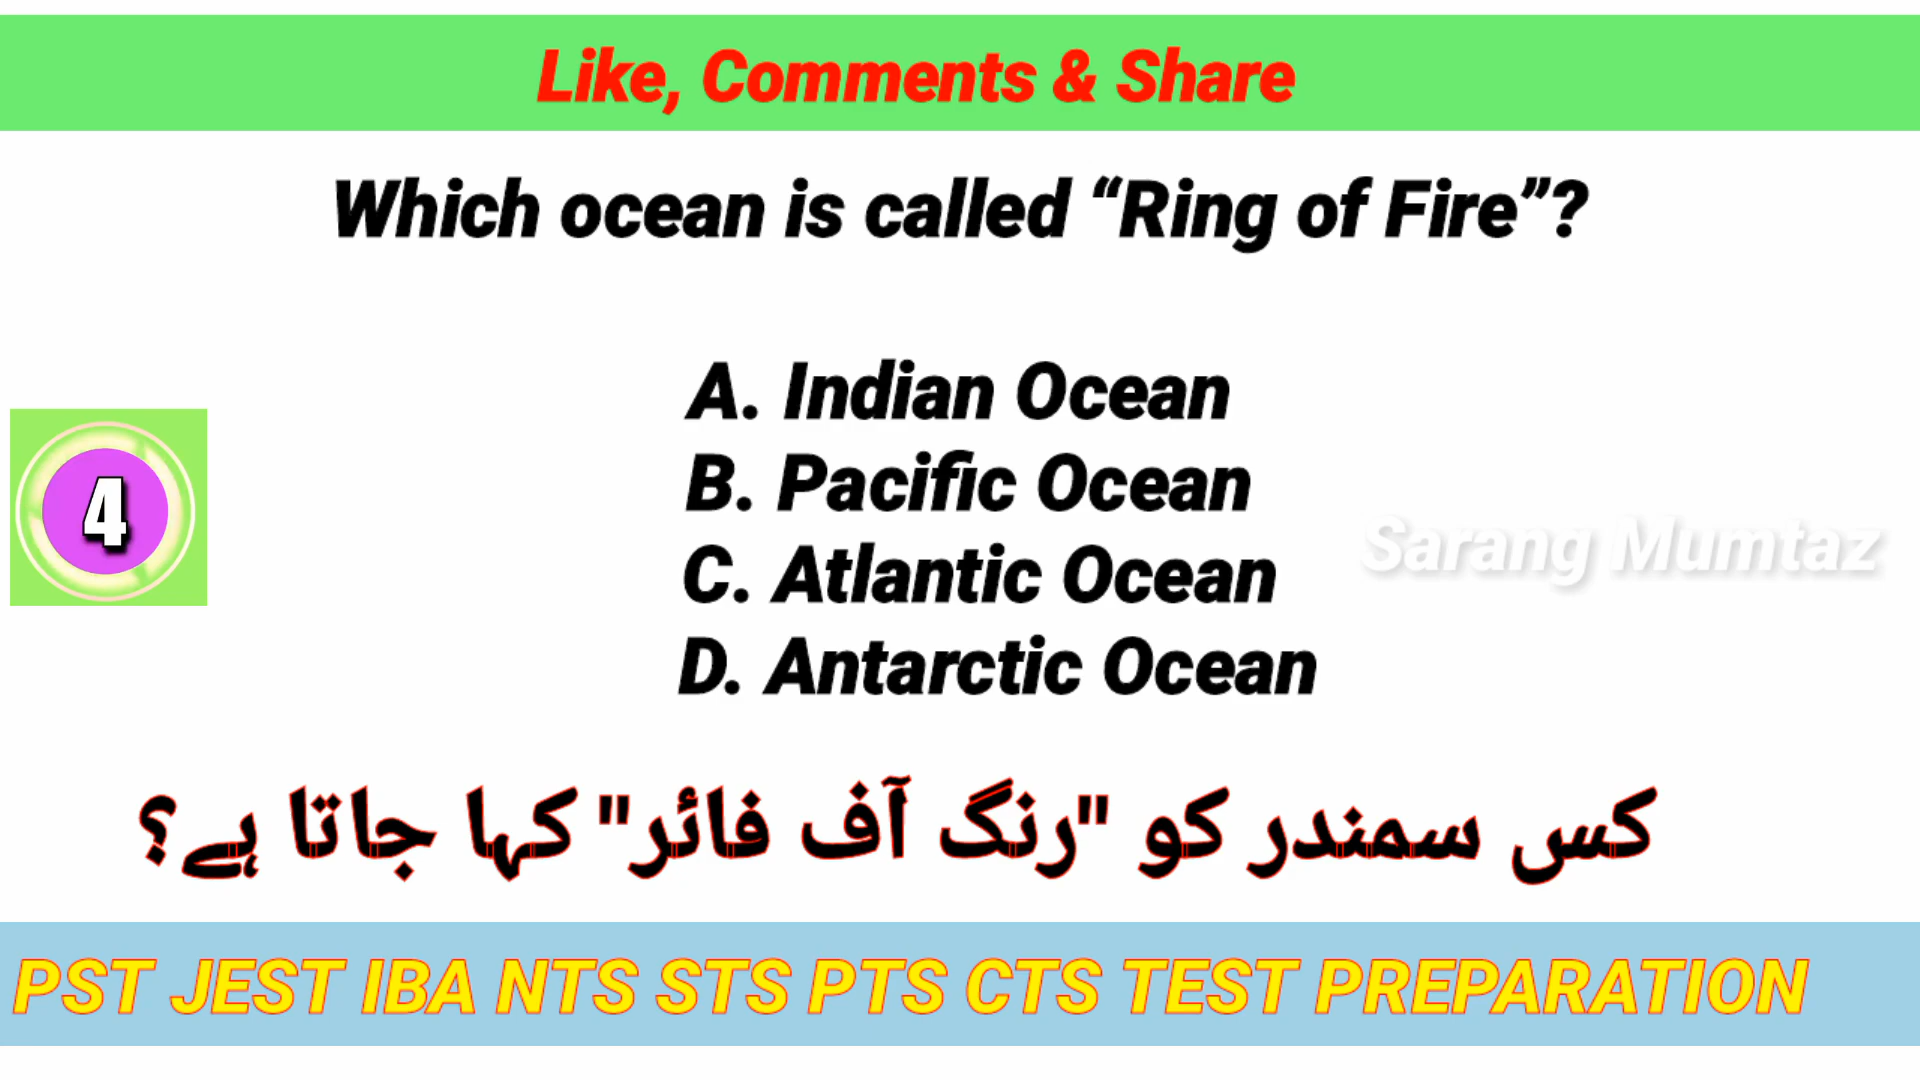 Like, Comments & Share
Which ocean is called “Ring of Fire”?
A. Indian Ocean
B. Pacific Ocean
4
Sarang Mumtaz
C. Atlantic Ocean
D. Antarctic Ocean
کس سمندر کو "رنگ آف فائر" کہا جاتا ہے؟
PST JEST IBA NTS STS PTS CTS TEST PREPARATION